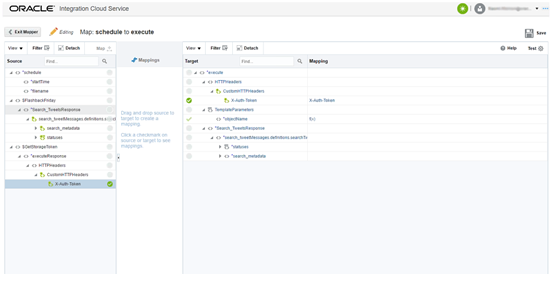 ORACLE Integration Cloud Service
Exit Mapper Editing Map: schedule to execute Save
View Filter Detach Map View Filter Detach Help Test
Source Find... Mappings Target Find... Mapping
*schedule
*startTime
*filename
$FlashbackFriday
*Search_TweetsResponse
search_tweetMessages.definitions.s
search_metadata
statuses
$GetStorageToken
*executeResponse
HTTPHeaders
CustomHTTPHeaders
X-Auth-Token
Drag and drop source to
target to create a
mapping.
Click a checkmark on
source or target to see
mappings.
*execute
HTTPHeaders
CustomHTTPHeaders
X-Auth-Token X-Auth-Token
TemplateParameters
*objectName f(x)
*Search_TweetsResponse
*search_tweetMessages.definitions.search
*statuses
*search_metadata